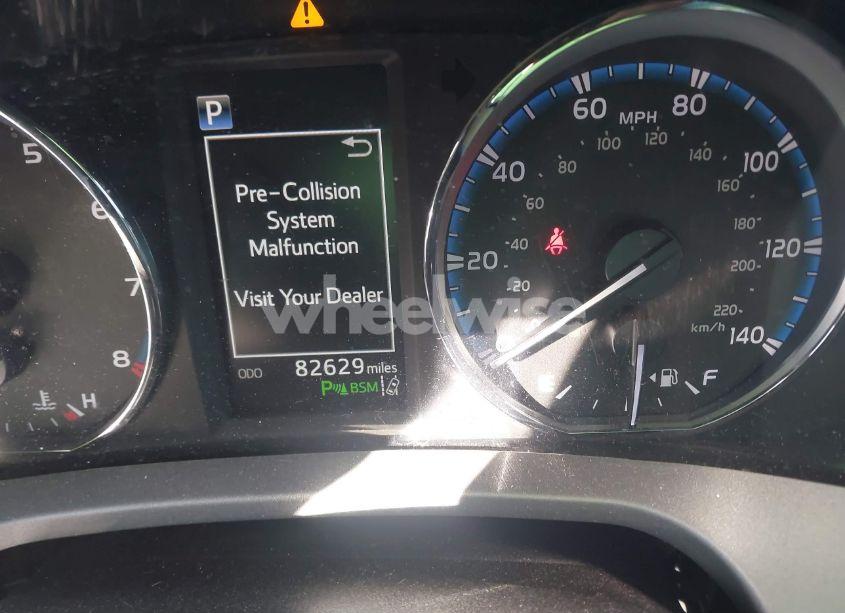 P
Pre-Collision
System
Malfunction
Visit Your Dealer
ODO 82629 miles
P BSM
5
6
7
8
H
20
40
60
80
100
120
140
MPH
20
40
60
80
100
120
140
160
180
200
220
km/h
E
F
wheelwise